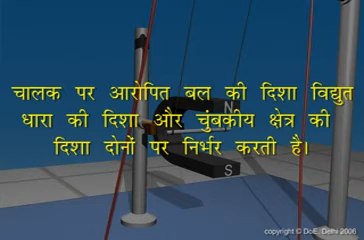 चालक पर आरोपित बल की दिशा विद्युत
धारा की दिशा और चुंबकीय क्षेत्र की
दिशा दोनों पर निर्भर करती है।
N
S
copyright © DoE, Delhi 2006